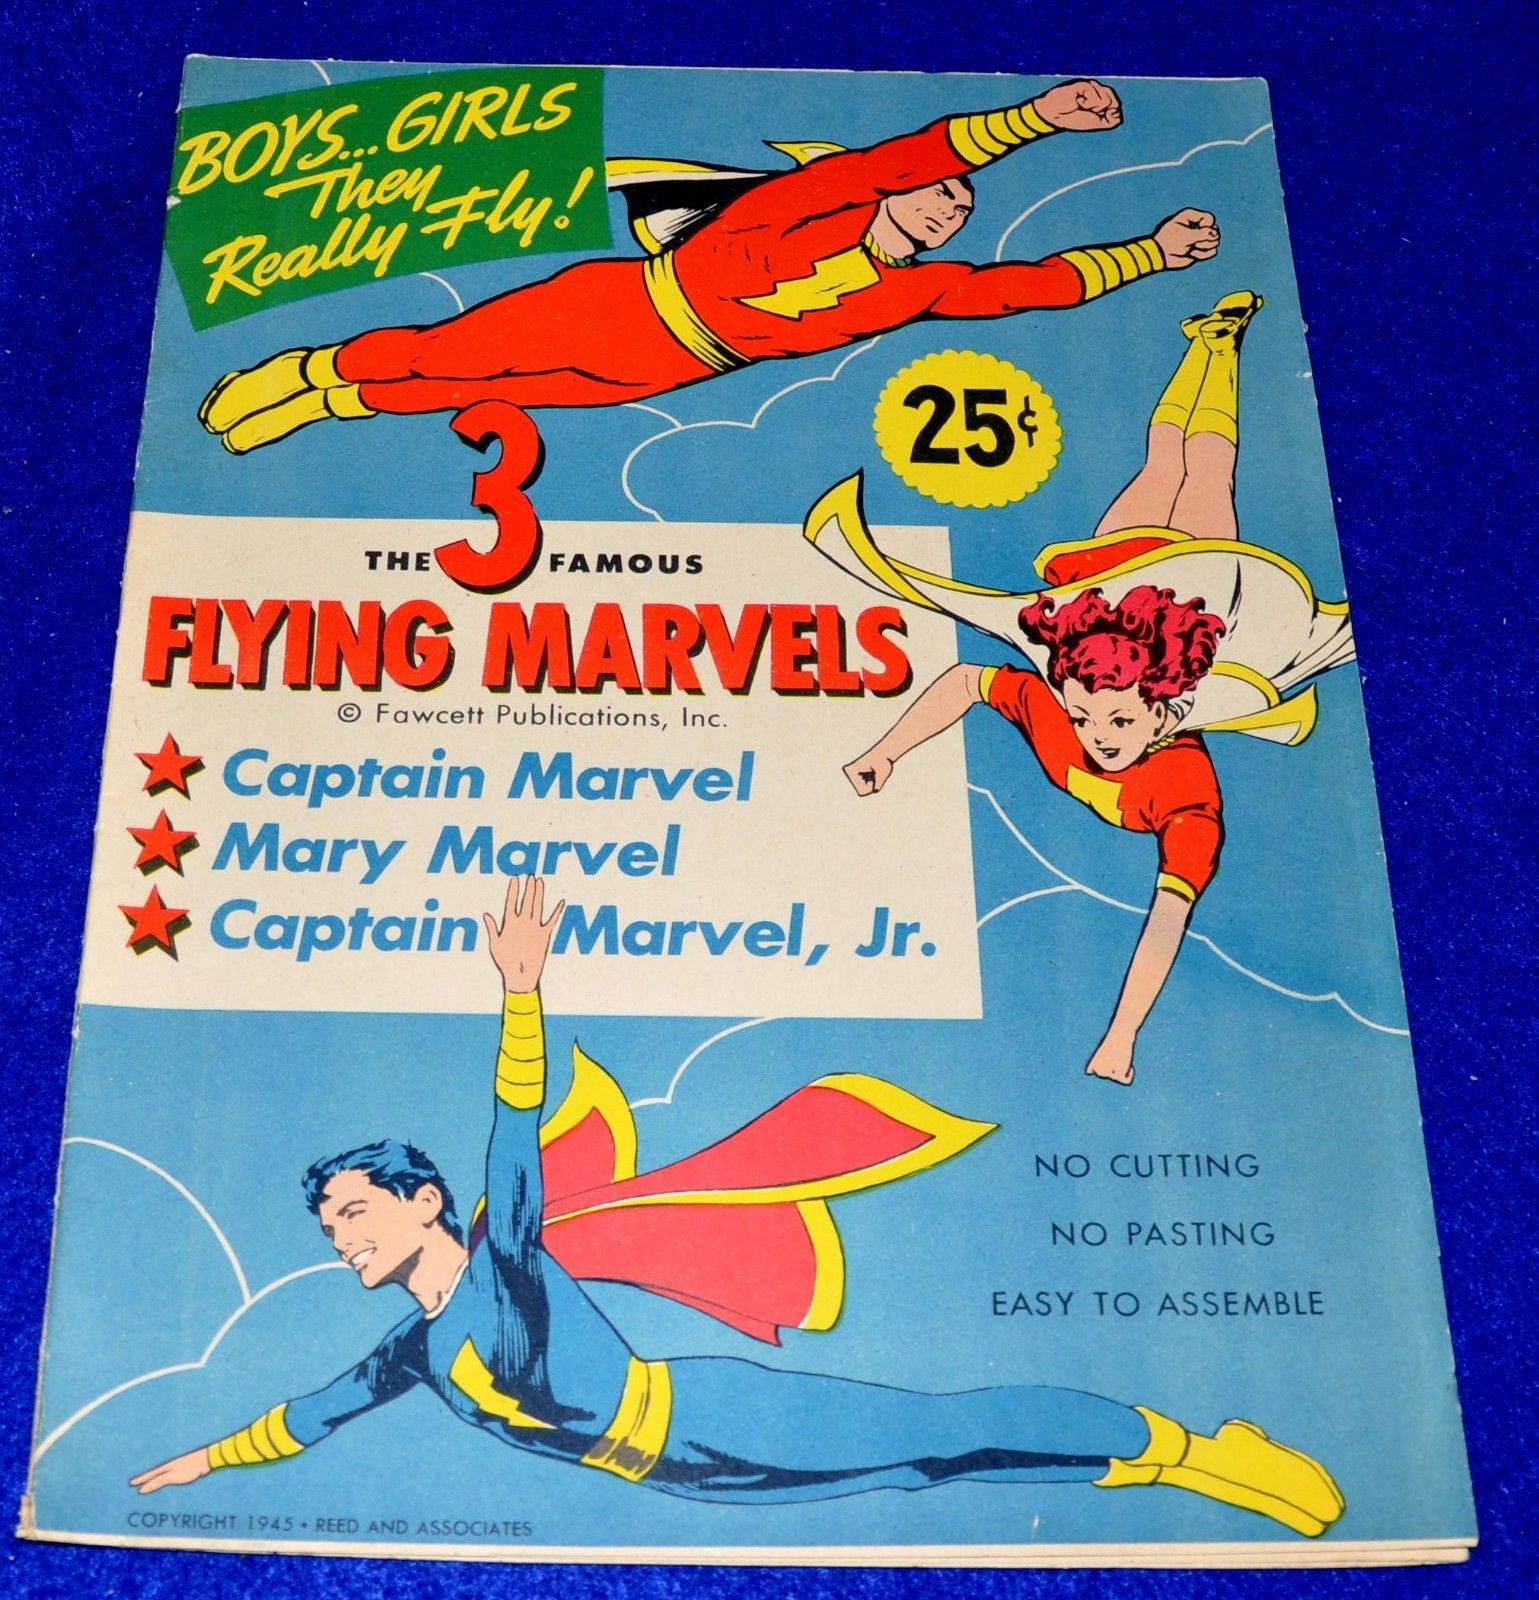 BOYS... GIRLS
They
Really Fly!
25¢
THE 3 FAMOUS
FLYING MARVELS
© Fawcett Publications, Inc.
Captain Marvel
Mary Marvel
Captain Marvel, Jr.
NO CUTTING
NO PASTING
EASY TO ASSEMBLE
COPYRIGHT 1945 • REED AND ASSOCIATES